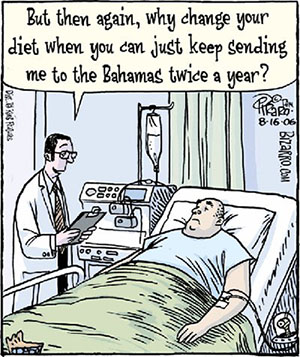 But then again, why change your
diet when you can just keep sending
me to the Bahamas twice a year?
PIRARO
8-16-06
BIZARRO.COM